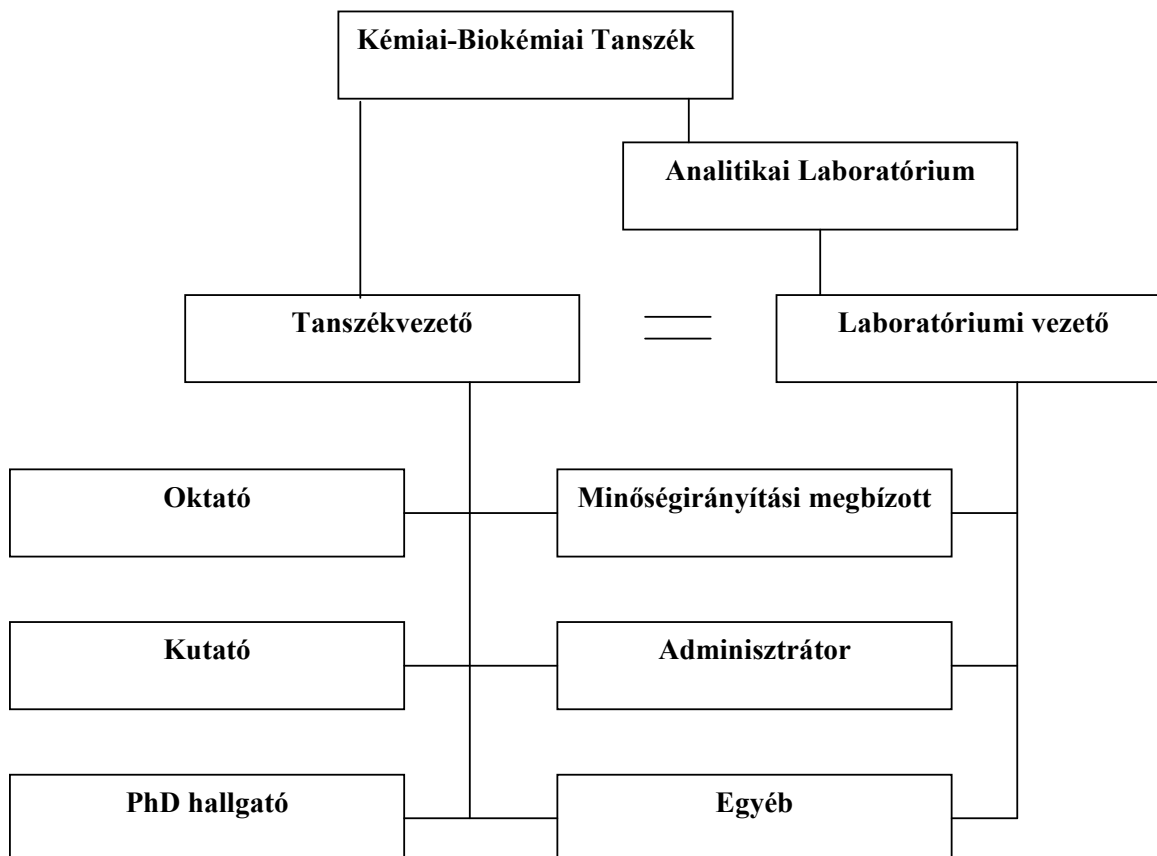 Kémiai-Biokémiai Tanszék
Analitikai Laboratórium
Tanszékvezető
Laboratóriumi vezető
Oktató
Minőségirányítási megbízott
Kutató
Adminisztrátor
PhD hallgató
Egyéb